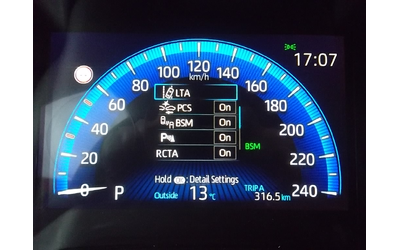 17:07
0 20 40 60 80 100 120 140 160 180 200 220 240
km/h
LTA
PCS On
BSM On
On
RCTA On
BSM
Hold : Detail Settings
P
Outside 13 °C
TRIP A
316.5 km